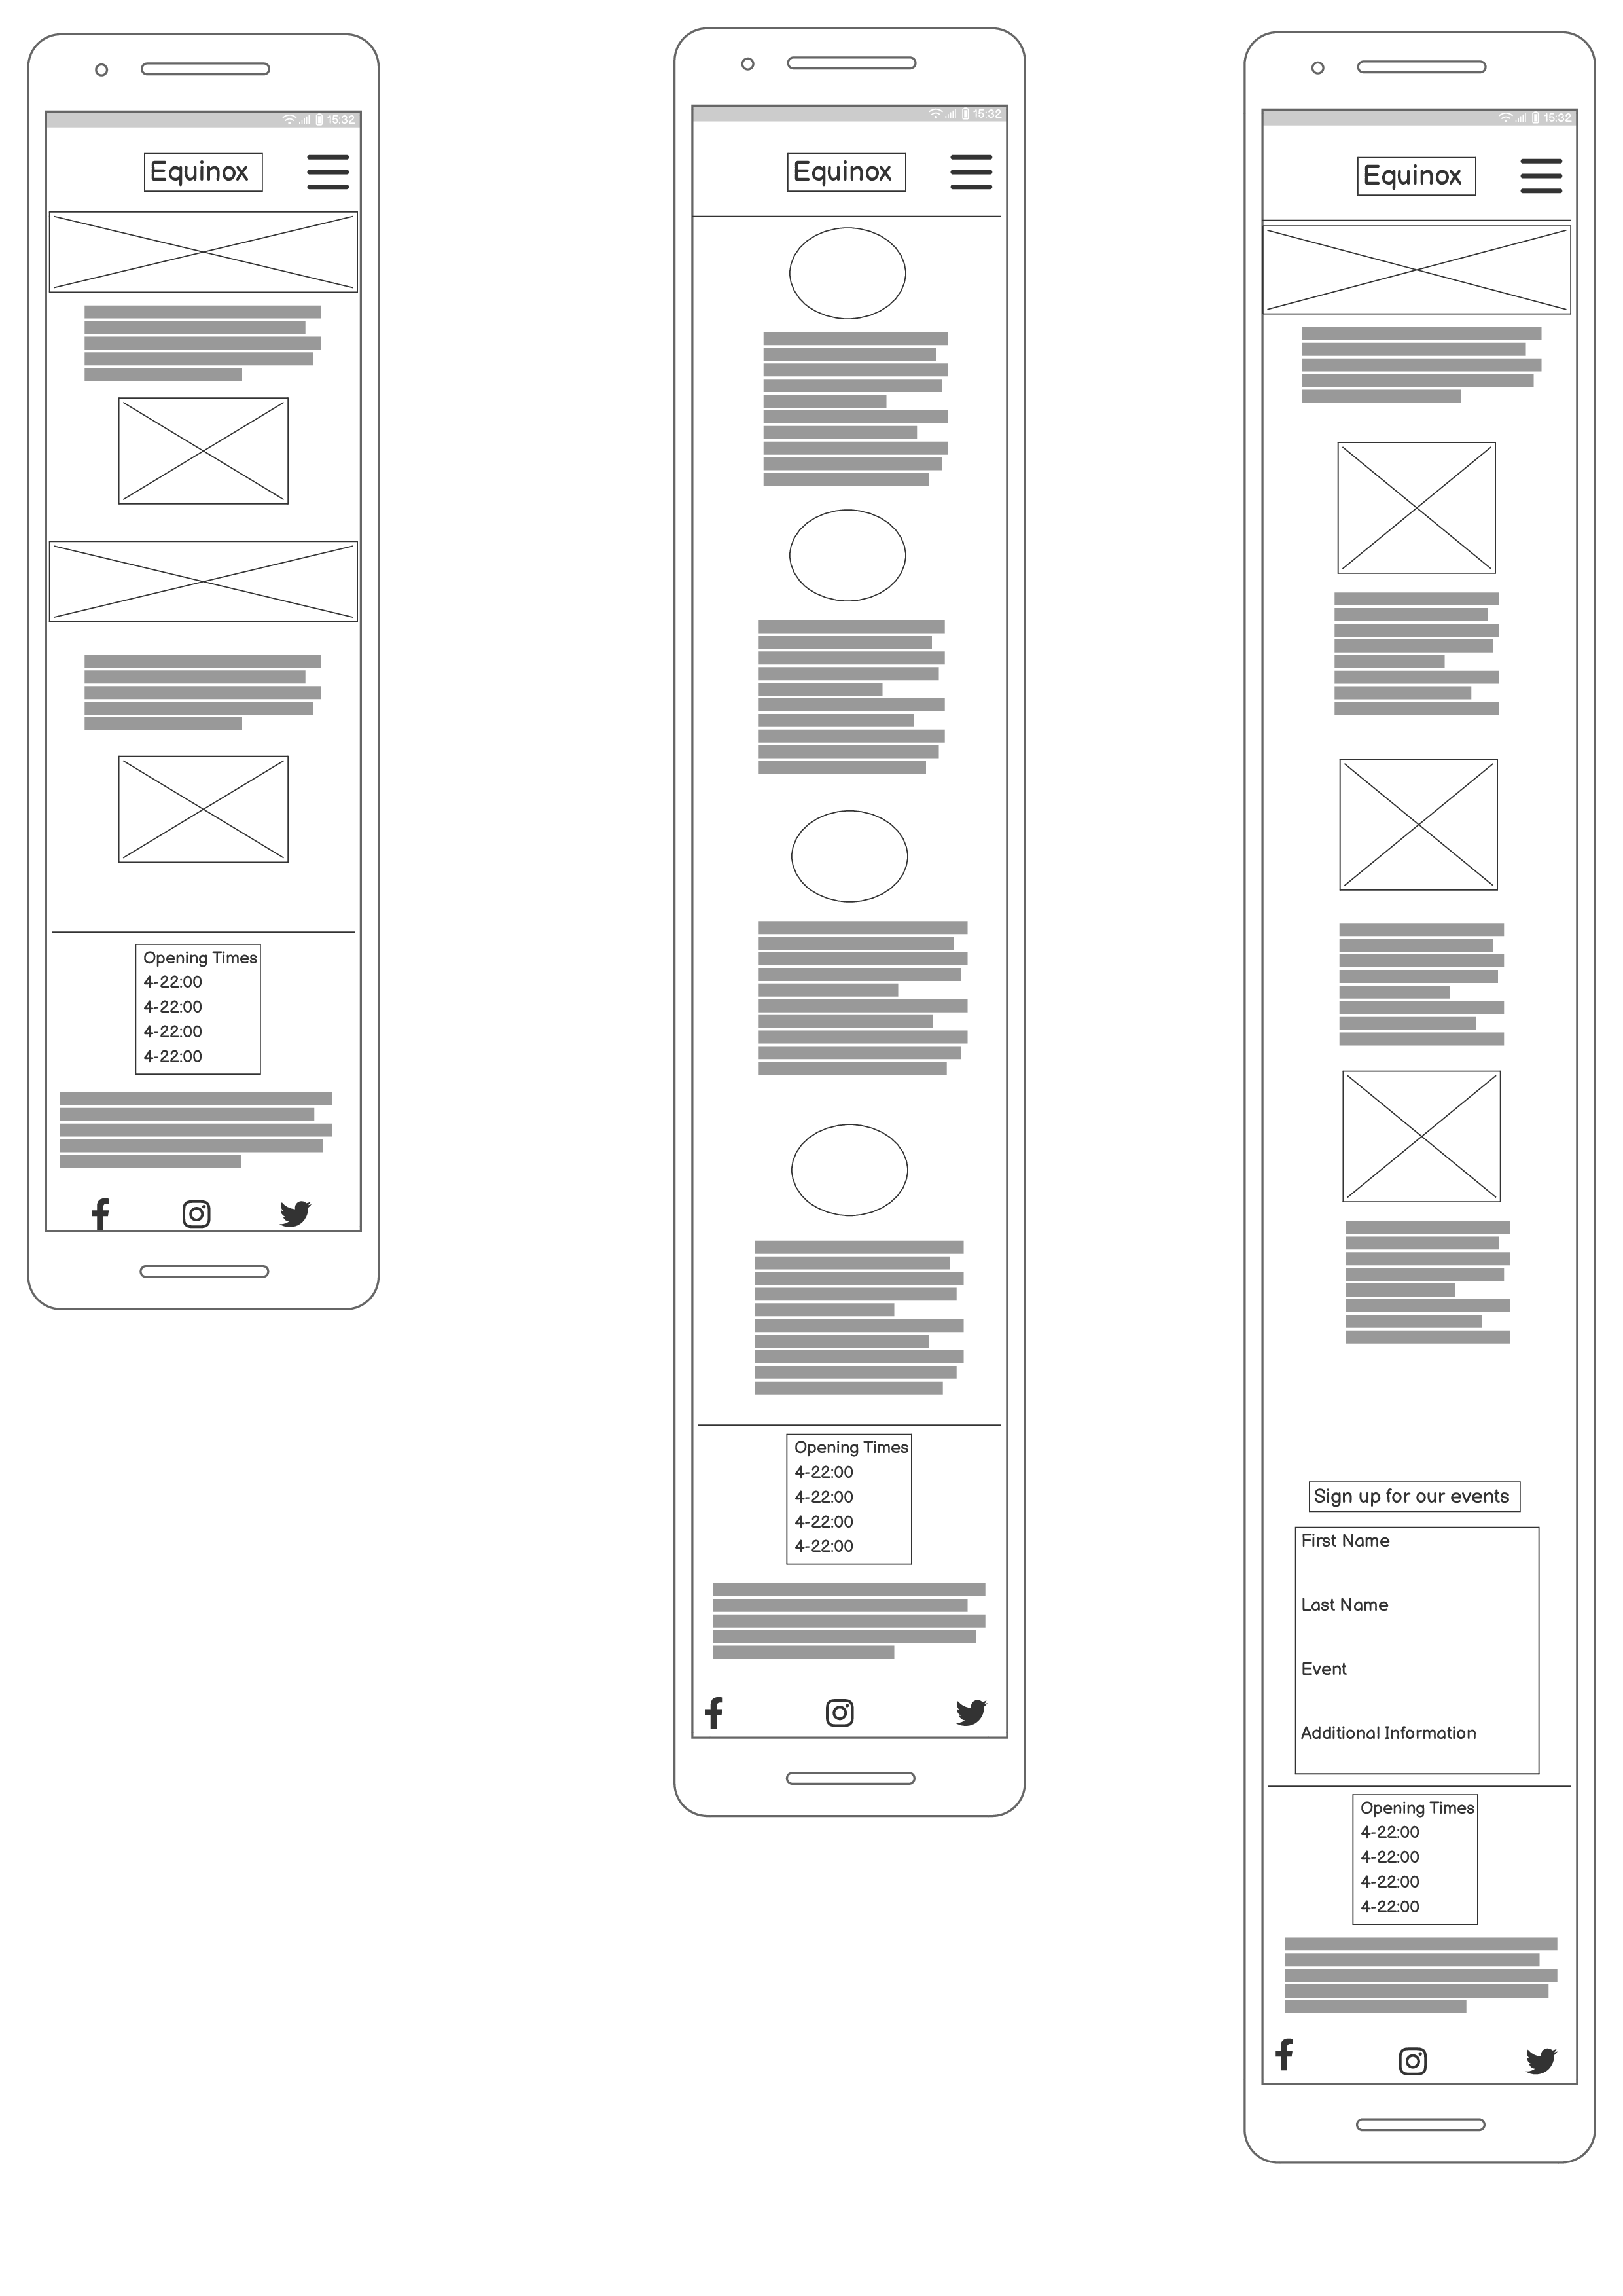 15:32
Equinox
Opening Times
4-22:00
4-22:00
4-22:00
4-22:00
15:32
Equinox
Opening Times
4-22:00
4-22:00
4-22:00
4-22:00
15:32
Equinox
Sign up for our events
First Name
Last Name
Event
Additional Information
Opening Times
4-22:00
4-22:00
4-22:00
4-22:00